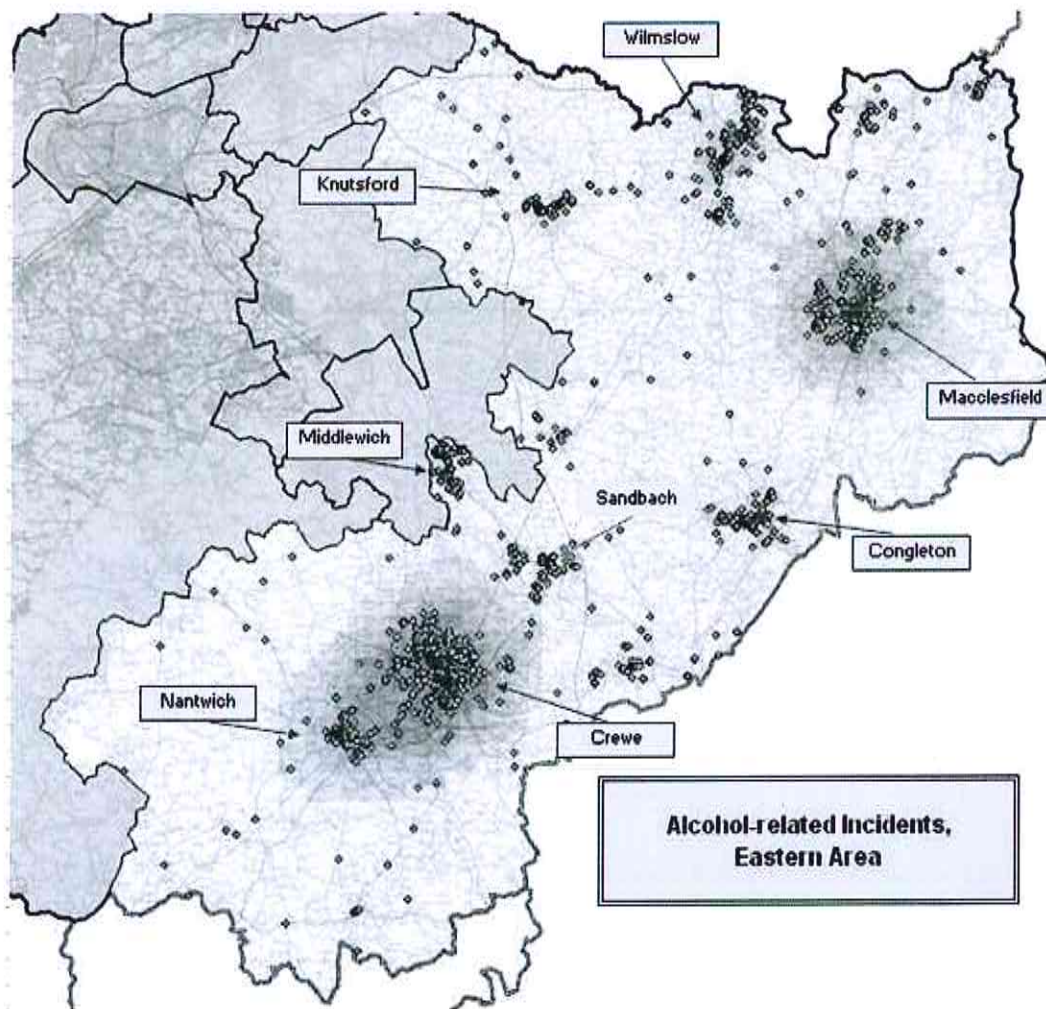 Wilmslow
Knutsford
Macclesfield
Middlewich
Sandbach
Congleton
Nantwich
Crewe
Alcohol-related Incidents,
Eastern Area